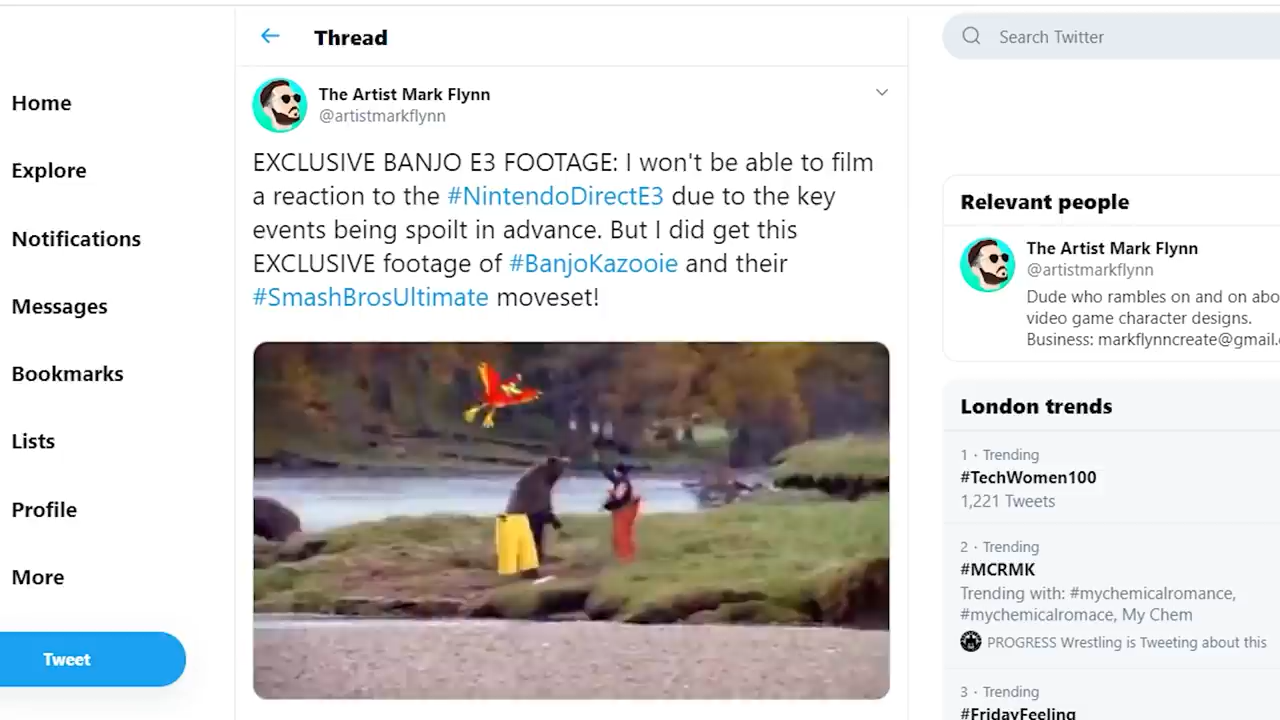 Home
Explore
Notifications
Messages
Bookmarks
Lists
Profile
More
Tweet
Thread
The Artist Mark Flynn
@artistmarkflynn
EXCLUSIVE BANJO E3 FOOTAGE: I won't be able to film
a reaction to the #NintendoDirectE3 due to the key
events being spoilt in advance. But I did get this
EXCLUSIVE footage of #BanjoKazooie and their
#SmashBrosUltimate moveset!
Search Twitter
Relevant people
The Artist Mark Flynn
@artistmarkflynn
Dude who rambles on and on abo
video game character designs.
Business: markflynncreate@gmail.
London trends
1 · Trending
#TechWomen100
1,221 Tweets
2 · Trending
#MCRMK
Trending with: #mychemicalromance,
#mychemicalromace, My Chem
PROGRESS Wrestling is Tweeting about this
3 · Trending
#FridayFeeling